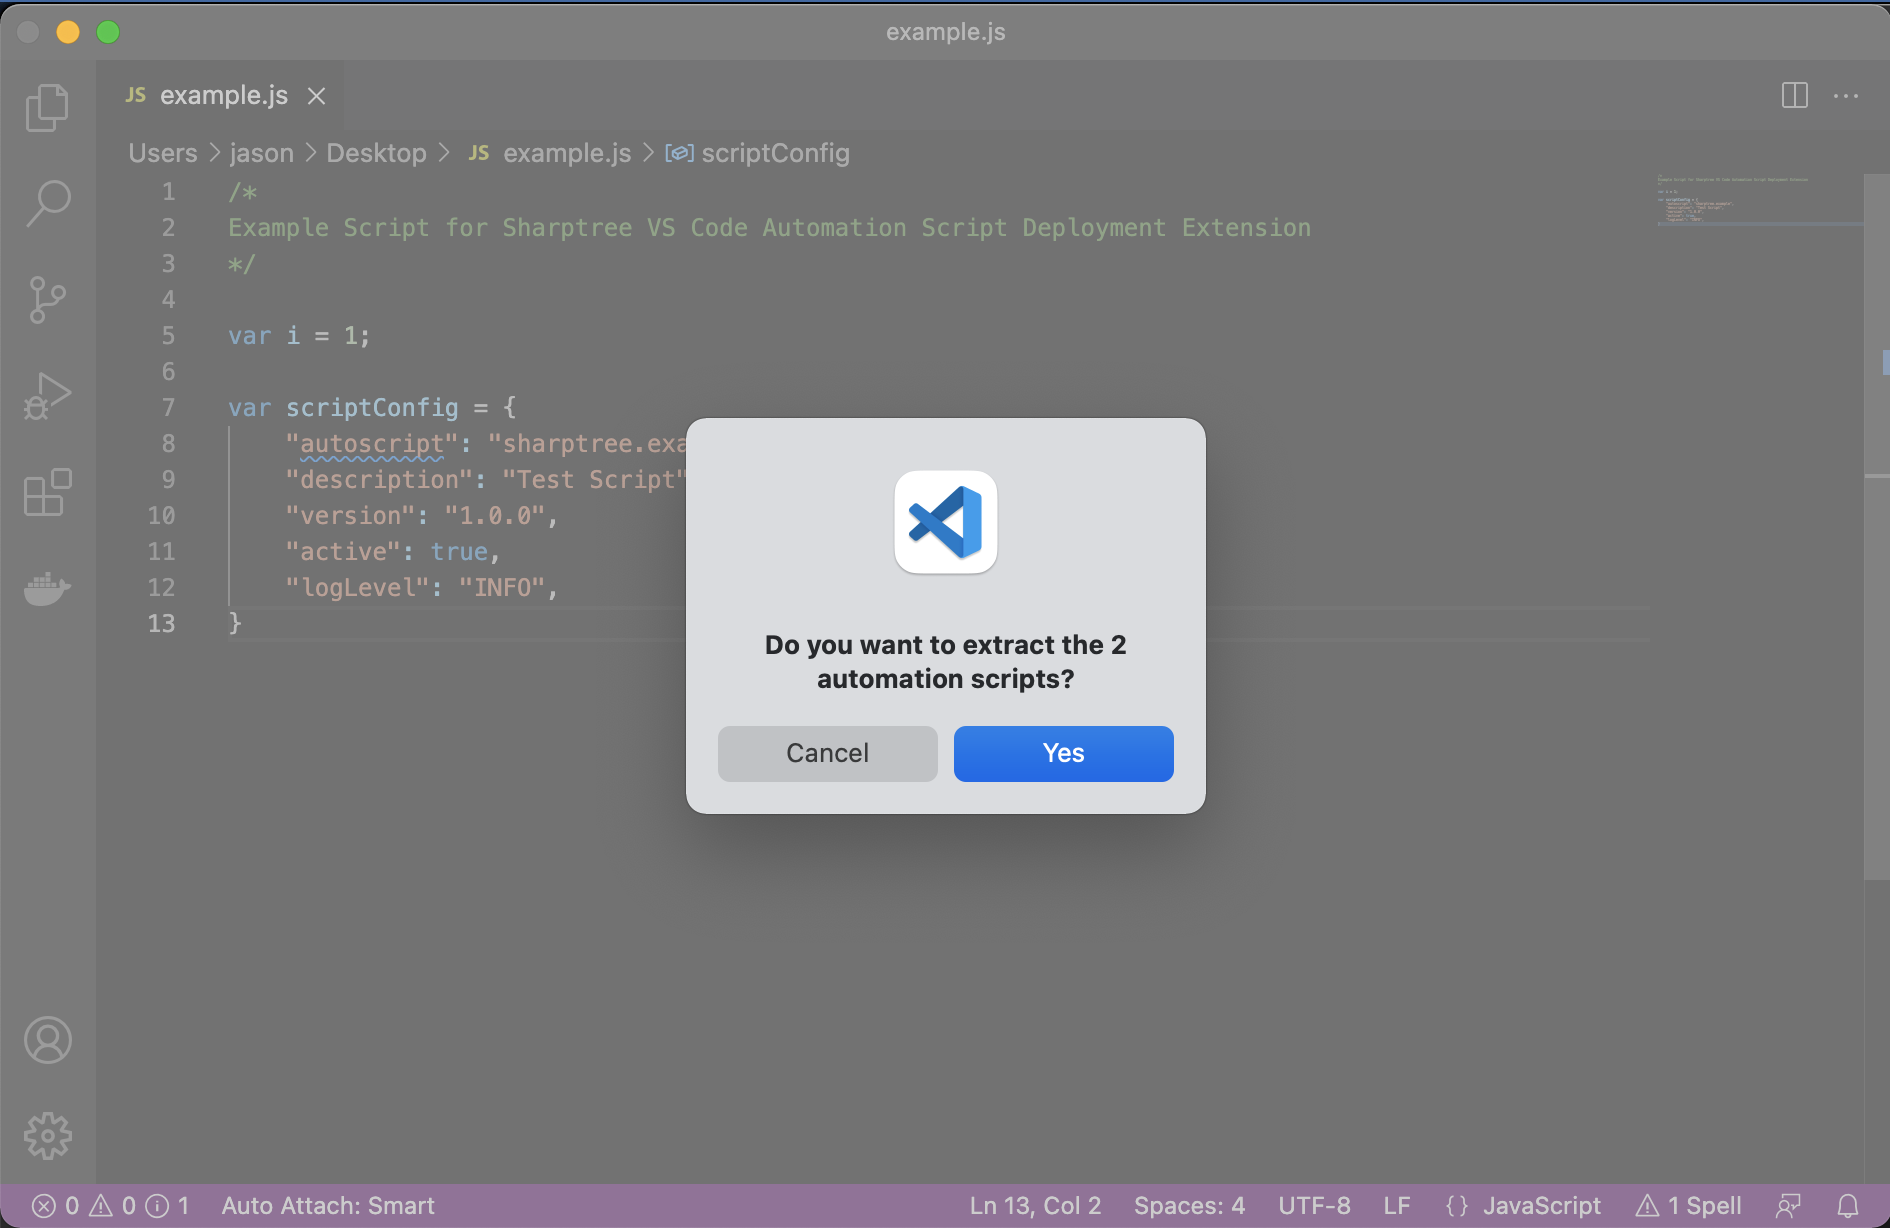 example.js
JS example.js
Users > jason > Desktop > JS example.js > scriptConfig
1 /*
2 Example Script for Sharptree VS Code Automation Script Deployment Extension
3 */
4
5 var i = 1;
6
7 var scriptConfig = {
8 "autoscript": "sharptree.exa
9 "description": "Test Script"
10 "version": "1.0.0",
11 "active": true,
12 "logLevel": "INFO",
13 }
Do you want to extract the 2
automation scripts?
Cancel Yes
0 0 1 Auto Attach: Smart Ln 13, Col 2 Spaces: 4 UTF-8 LF {} JavaScript 1 Spell